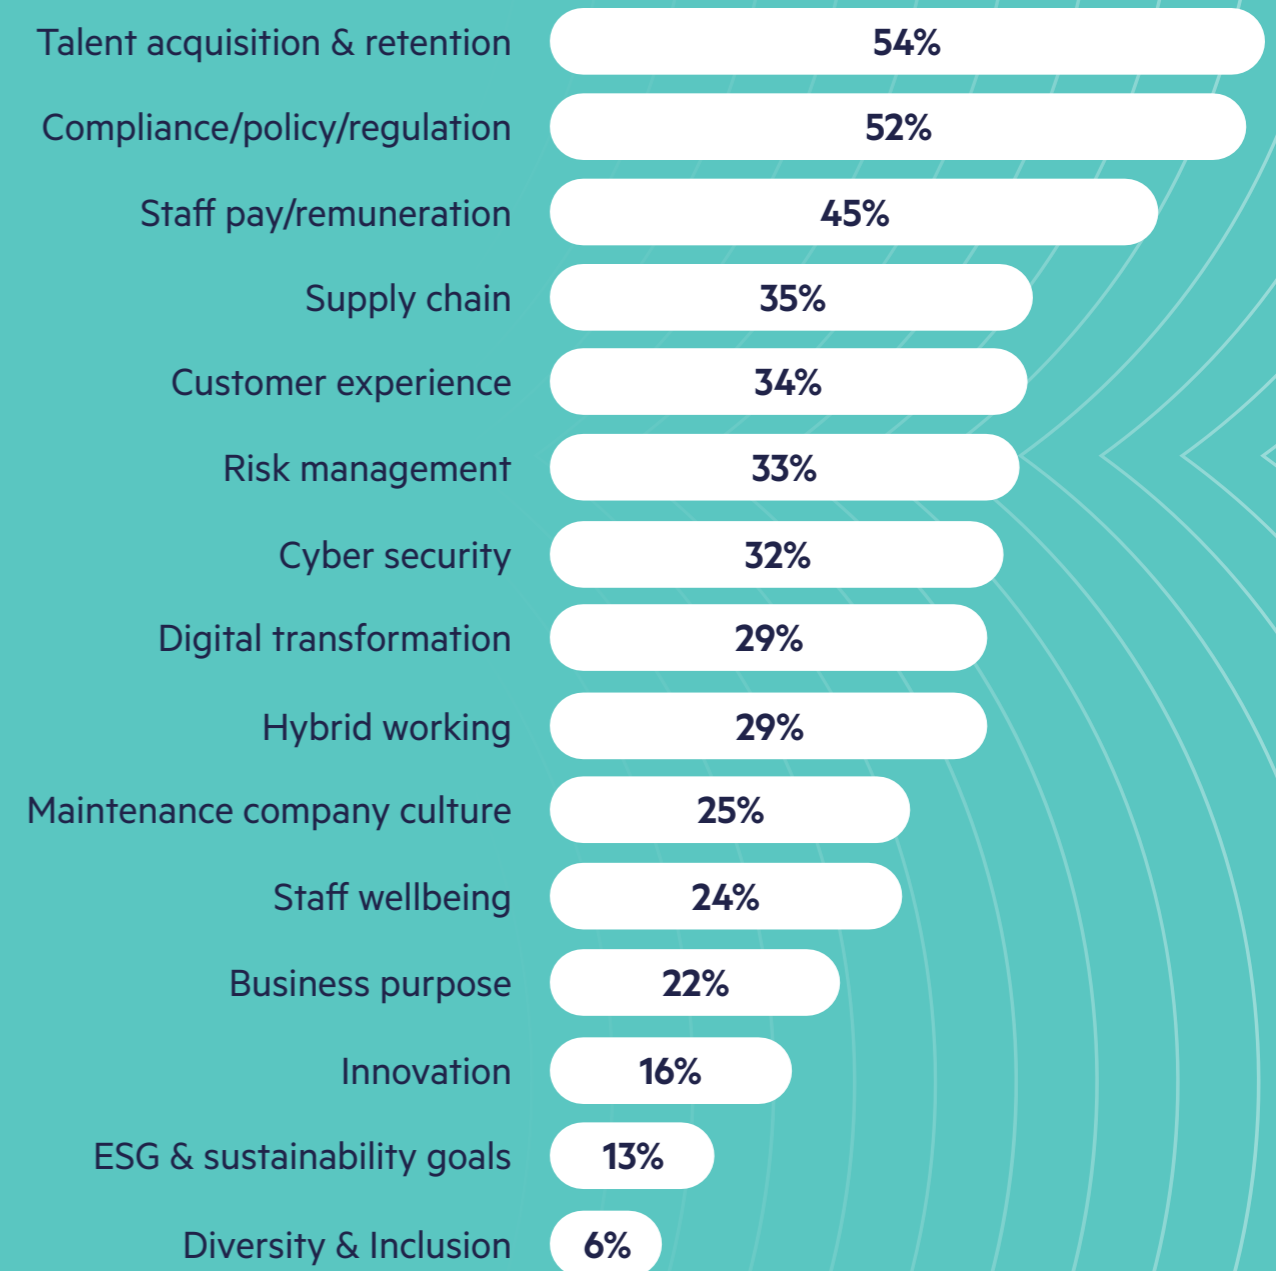 Talent acquisition & retention 54%
Compliance/policy/regulation 52%
Staff pay/remuneration 45%
Supply chain 35%
Customer experience 34%
Risk management 33%
Cyber security 32%
Digital transformation 29%
Hybrid working 29%
Maintenance company culture 25%
Staff wellbeing 24%
Business purpose 22%
Innovation 16%
ESG & sustainability goals 13%
Diversity & Inclusion 6%